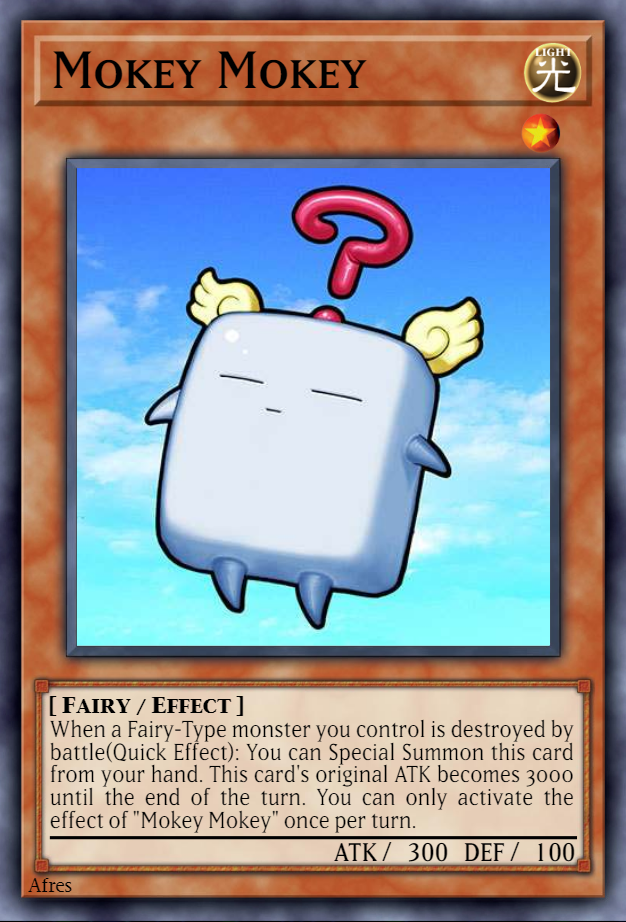 Mokey Mokey
LIGHT
光
[ Fairy / Effect ]
When a Fairy-Type monster you control is destroyed by
battle(Quick Effect): You can Special Summon this card
from your hand. This card's original ATK becomes 3000
until the end of the turn. You can only activate the
effect of "Mokey Mokey" once per turn.
ATK / 300 DEF / 100
Afres